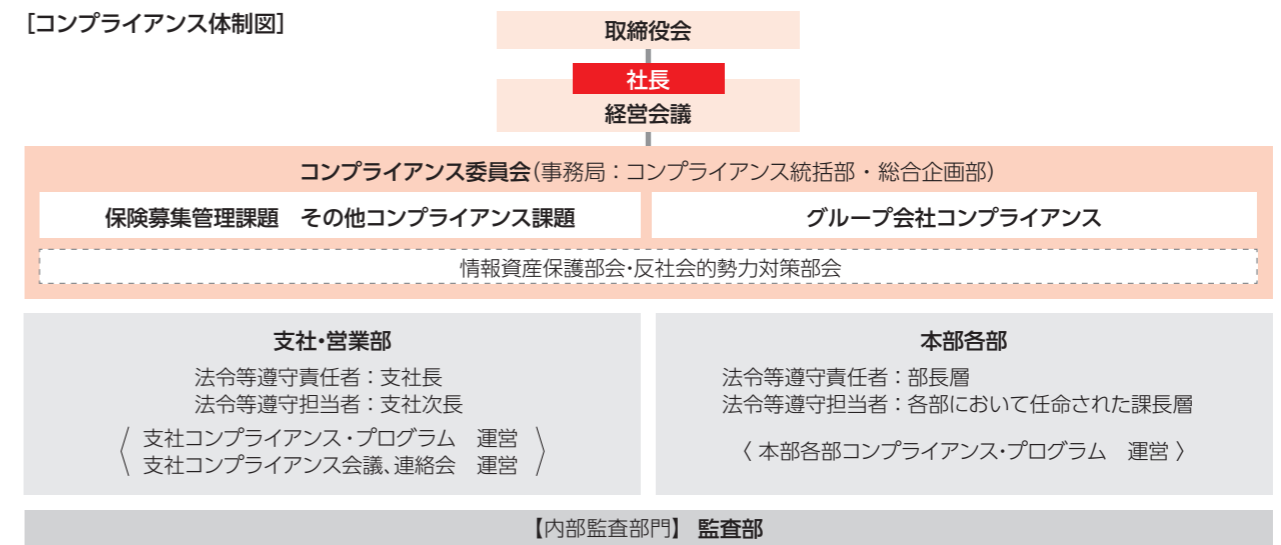 [コンプライアンス体制図]
取締役会
社長
経営会議
コンプライアンス委員会(事務局：コンプライアンス統括部・総合企画部)
保険募集管理課題　その他コンプライアンス課題
グループ会社コンプライアンス
情報資産保護部会・反社会的勢力対策部会
支社・営業部
法令等遵守責任者：支社長
法令等遵守担当者：支社次長
〈支社コンプライアンス・プログラム　運営
支社コンプライアンス会議、連絡会　運営〉
本部各部
法令等遵守責任者：部長層
法令等遵守担当者：各部において任命された課長層
〈本部各部コンプライアンス・プログラム　運営〉
【内部監査部門】監査部